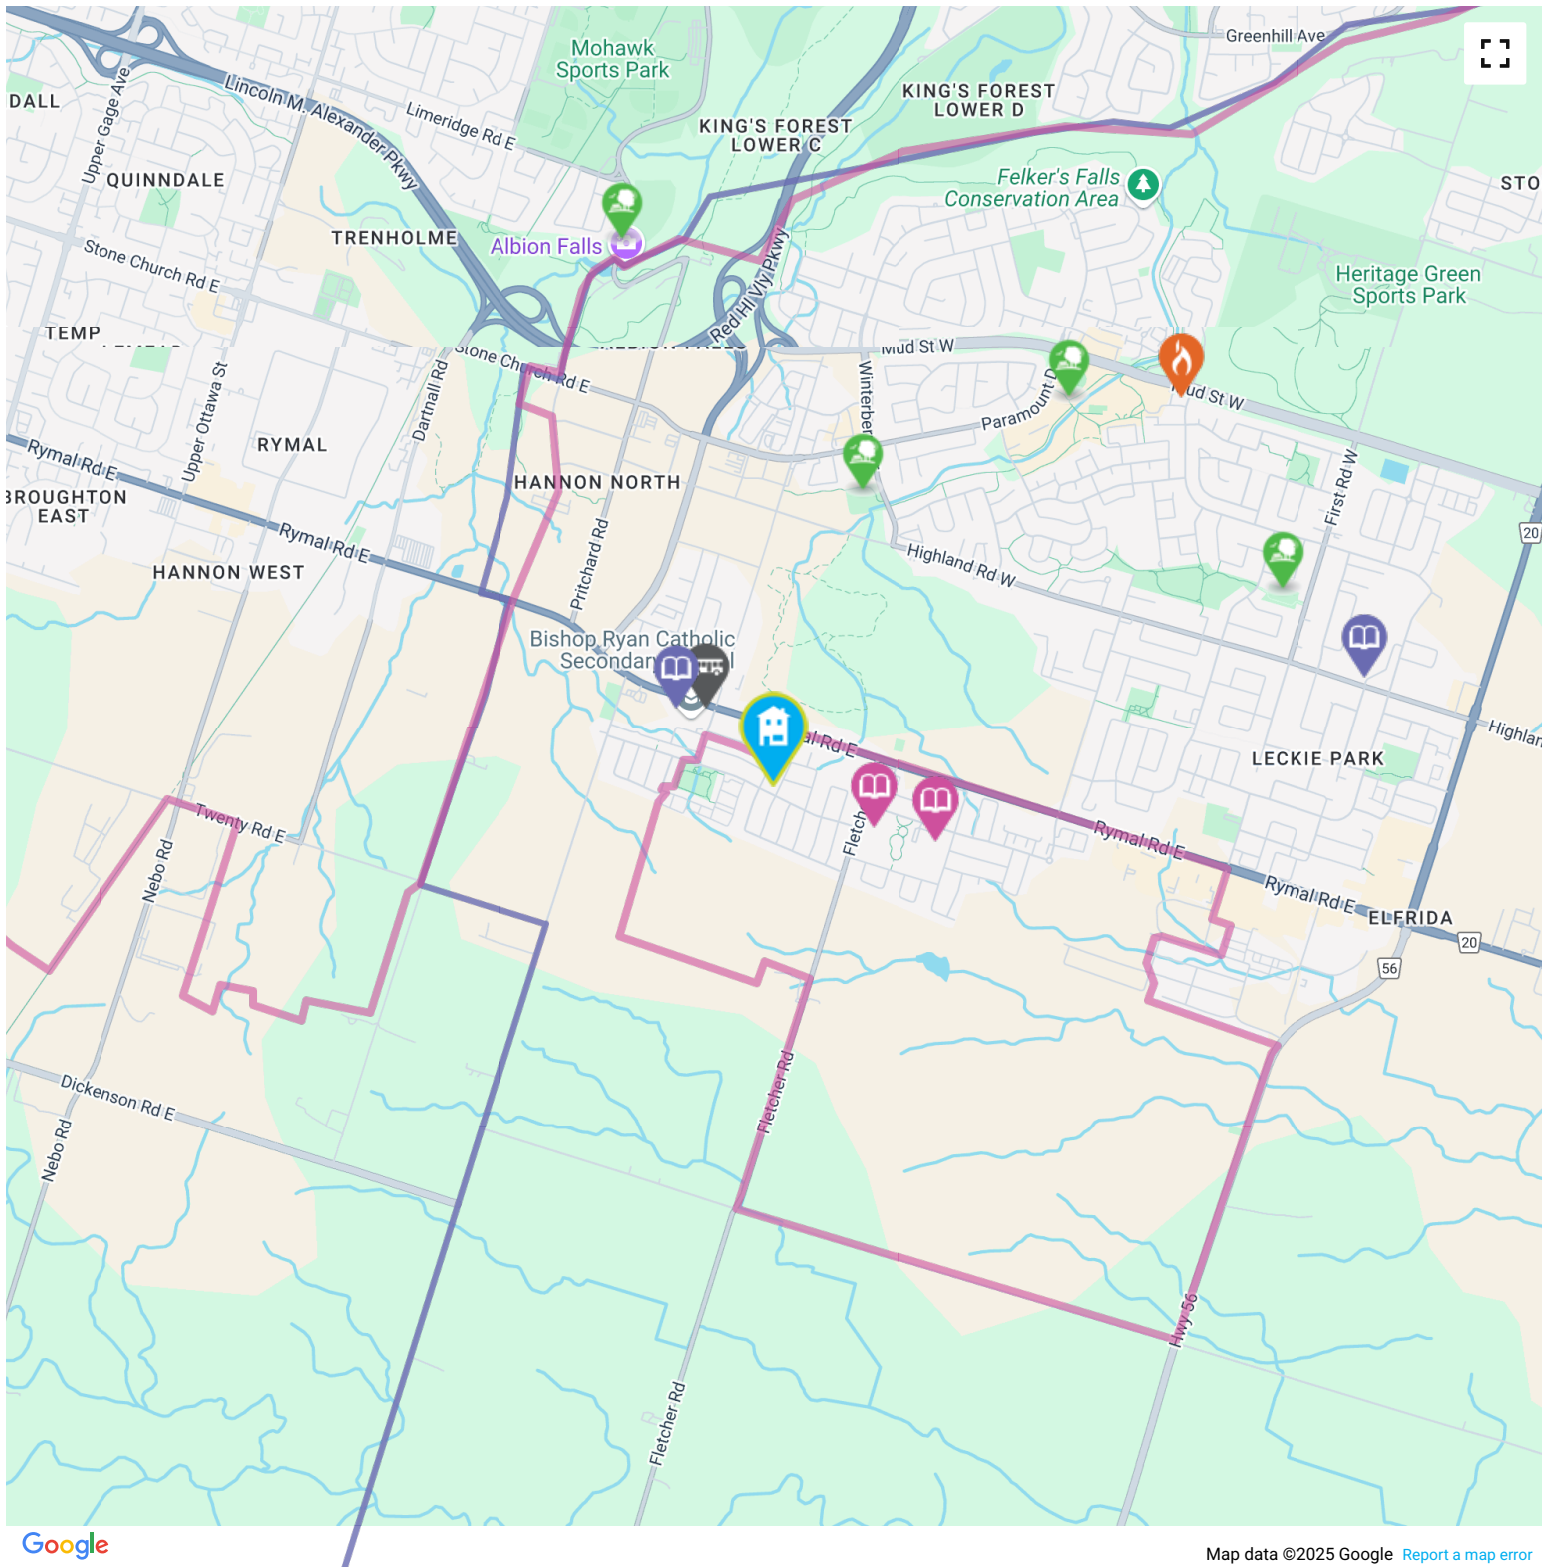 Greenhill Ave
Mohawk
Sports Park
Lincoln M. Alexander Pkwy
Upper Gage Ave
DALL
Limeridge Rd E
KING'S FOREST
LOWER D
KING'S FOREST
LOWER C
QUINNDALE
Felker's Falls
Conservation Area
STO
TRENHOLME
Albion Falls
Stone Church Rd E
Red Hl Vly Pkwy
Heritage Green
Sports Park
TEMP
Stone Church Rd E
Mud St W
Mud St W
Dartnall Rd
Upper Ottawa St
Winterber
Paramount D
Rymal Rd E
RYMAL
HANNON NORTH
First Rd W
BROUGHTON
EAST
20
Rymal Rd E
Pritchard Rd
Highland Rd W
HANNON WEST
Bishop Ryan Catholic
Secondary
Highlan
al Rd E
LECKIE PARK
Twenty Rd E
Fletch
Rymal Rd E
Nebo Rd
Rymal Rd E
ELFRIDA
20
56
Dickenson Rd E
Fletcher Rd
Nebo Rd
Hwy 56
Fletcher Rd
Google
Map data ©2025 Google
Report a map error